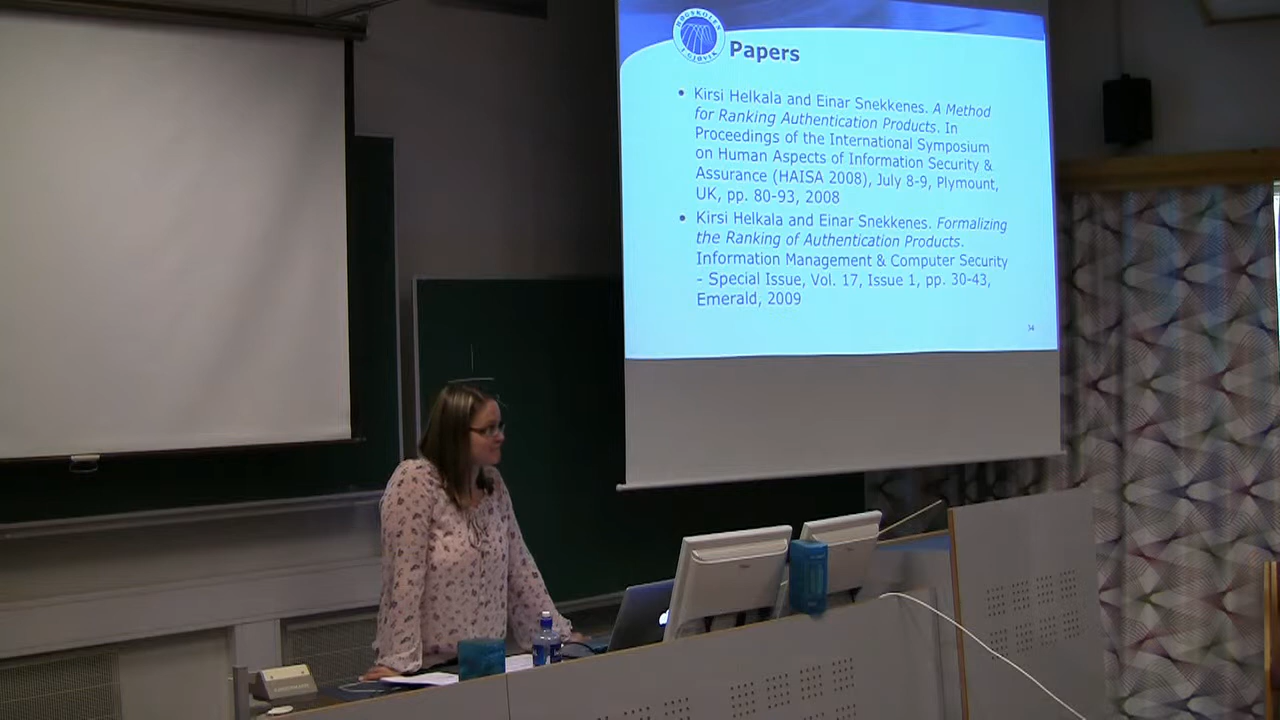 HØGSKOLEN
I GJØVIK
Papers
• Kirsi Helkala and Einar Snekkenes. A Method
for Ranking Authentication Products. In
Proceedings of the International Symposium
on Human Aspects of Information Security &
Assurance (HAISA 2008), July 8-9, Plymount,
UK, pp. 80-93, 2008
• Kirsi Helkala and Einar Snekkenes. Formalizing
the Ranking of Authentication Products.
Information Management & Computer Security
- Special Issue, Vol. 17, Issue 1, pp. 30-43,
Emerald, 2009
34